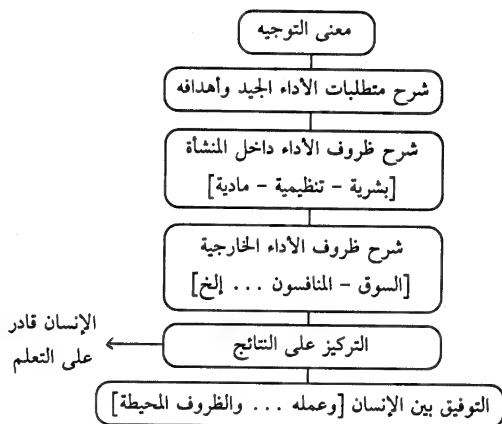 معنى التوجيه
شرح متطلبات الأداء الجيد وأهدافه
شرح ظروف الأداء داخل المنشأة
[بشرية - تنظيمية - مادية]
شرح ظروف الأداء الخارجية
[السوق - المنافسون ... إلخ]
التركيز على النتائج
الإنسان قادر
على التعلم
التوفيق بين الإنسان [وعمله ... والظروف المحيطة]